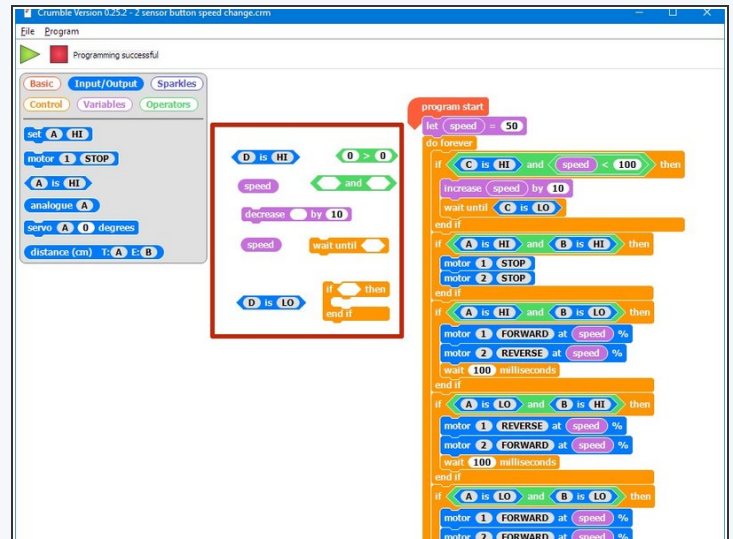 Crumble Version 0.25.2 - 2 sensor button speed change.crm
File Program
Programming successful
Basic Input/Output Sparkles
Control Variables Operators
set A HI
motor 1 STOP
A is HI
analogue A
servo A 0 degrees
distance (cm) T: A E: B
D is HI 0 > 0
speed and
decrease by 10
speed wait until
if then
D is LO
end if
program start
let speed = 50
do forever
if C is HI and speed < 100 then
increase speed by 10
wait until C is LO
end if
if A is HI and B is HI then
motor 1 STOP
motor 2 STOP
end if
if A is HI and B is LO then
motor 1 FORWARD at speed %
motor 2 REVERSE at speed %
wait 100 milliseconds
end if
if A is LO and B is HI then
motor 1 REVERSE at speed %
motor 2 FORWARD at speed %
wait 100 milliseconds
end if
if A is LO and B is LO then
motor 1 FORWARD at speed %
motor 2 FORWARD at speed %